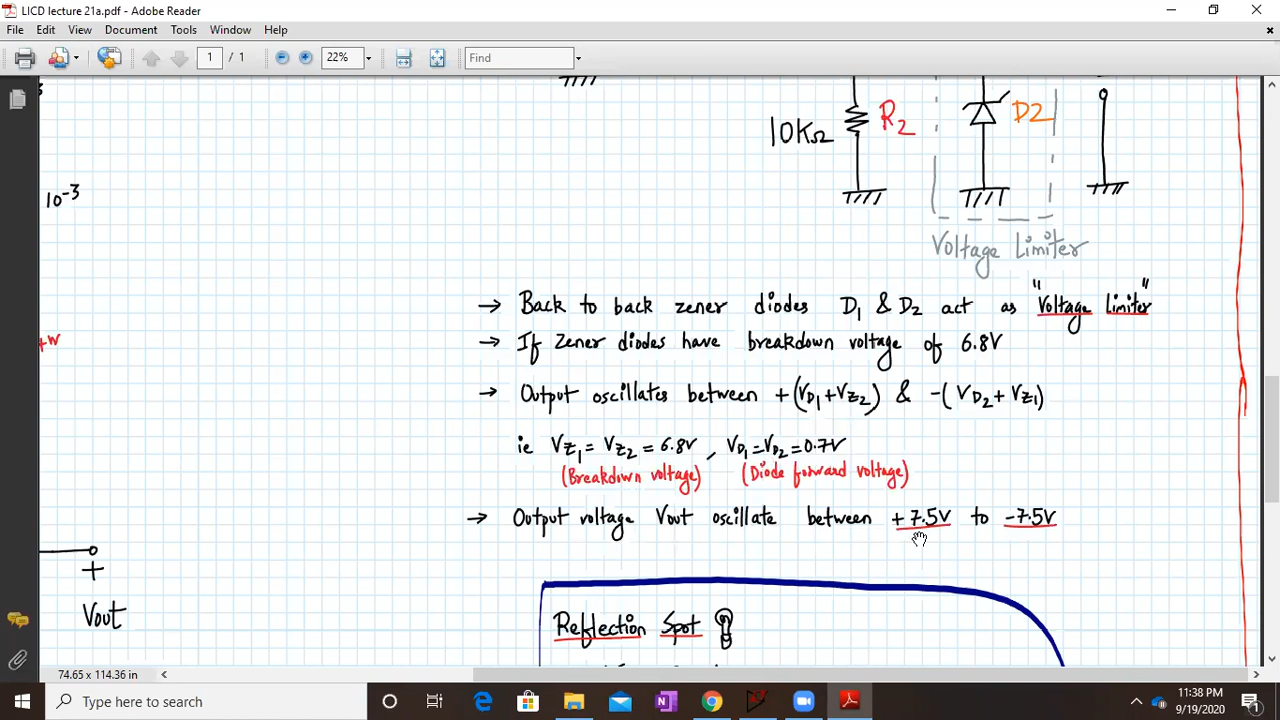 LICD lecture 21a.pdf - Adobe Reader
File Edit View Document Tools Window Help
1 / 1 22% Find
10KΩ R2 D2
10⁻³
Voltage Limiter
→ Back to back zener diodes D1 & D2 act as "Voltage Limiter"
→ If Zener diodes have breakdown voltage of 6.8V
→ Output oscillates between +(VD1+VZ2) & -(VD2+VZ1)
ie VZ1 = VZ2 = 6.8V, VD1=VD2=0.7V
(Breakdown voltage) (Diode forward voltage)
→ Output voltage Vout oscillate between +7.5V to -7.5V
+
Vout
Reflection Spot
74.65 x 114.36 in
Type here to search
11:38 PM
9/19/2020